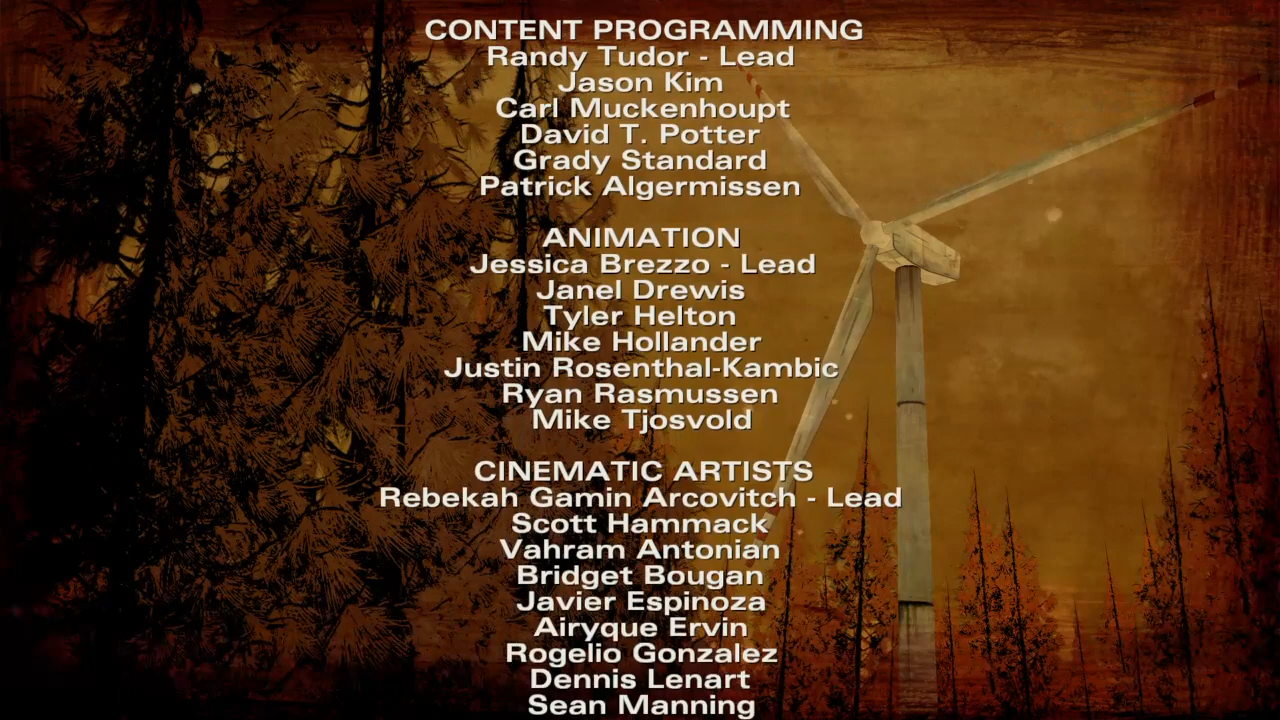 CONTENT PROGRAMMING
Randy Tudor - Lead
Jason Kim
Carl Muckenhoupt
David T. Potter
Grady Standard
Patrick Algermissen
ANIMATION
Jessica Brezzo - Lead
Janel Drewis
Tyler Helton
Mike Hollander
Justin Rosenthal-Kambic
Ryan Rasmussen
Mike Tjosvold
CINEMATIC ARTISTS
Rebekah Gamin Arcovitch - Lead
Scott Hammack
Vahram Antonian
Bridget Bougan
Javier Espinoza
Airyque Ervin
Rogelio Gonzalez
Dennis Lenart
Sean Manning